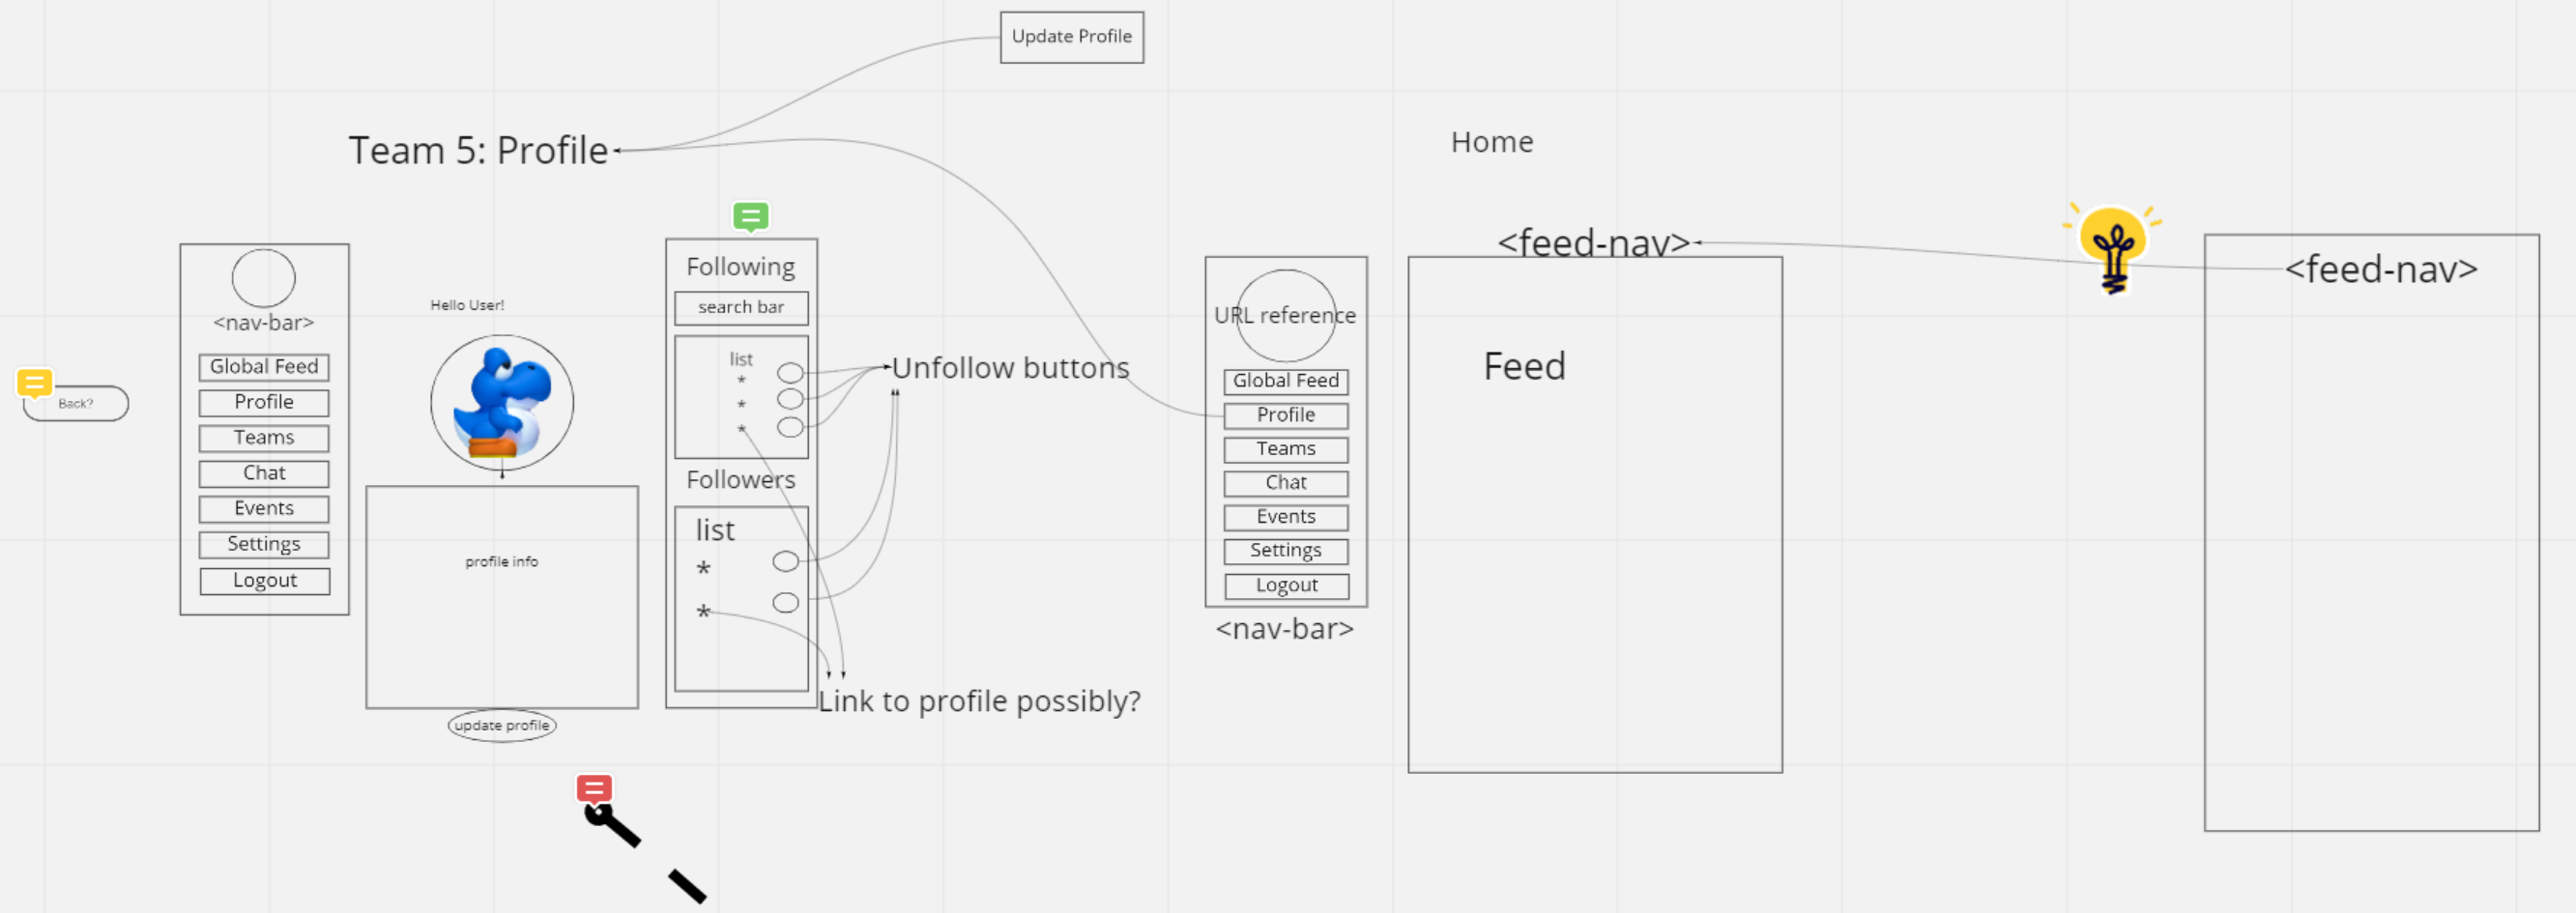 Update Profile
Team 5: Profile
Home
<feed-nav>
<feed-nav>
Back?
<nav-bar>
Global Feed
Profile
Teams
Chat
Events
Settings
Logout
Hello User!
profile info
update profile
Following
search bar
list
*
*
*
Followers
list
*
*
Unfollow buttons
Link to profile possibly?
URL reference
Global Feed
Profile
Teams
Chat
Events
Settings
Logout
<nav-bar>
Feed